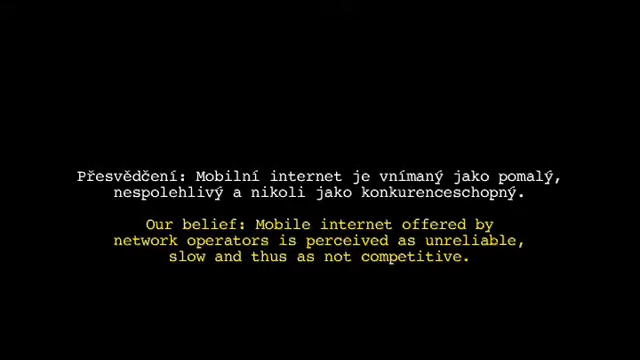 Přesvědčení: Mobilní internet je vnímaný jako pomalý,
nespolehlivý a nikoli jako konkurenceschopný.
Our belief: Mobile internet offered by
network operators is perceived as unreliable,
slow and thus as not competitive.